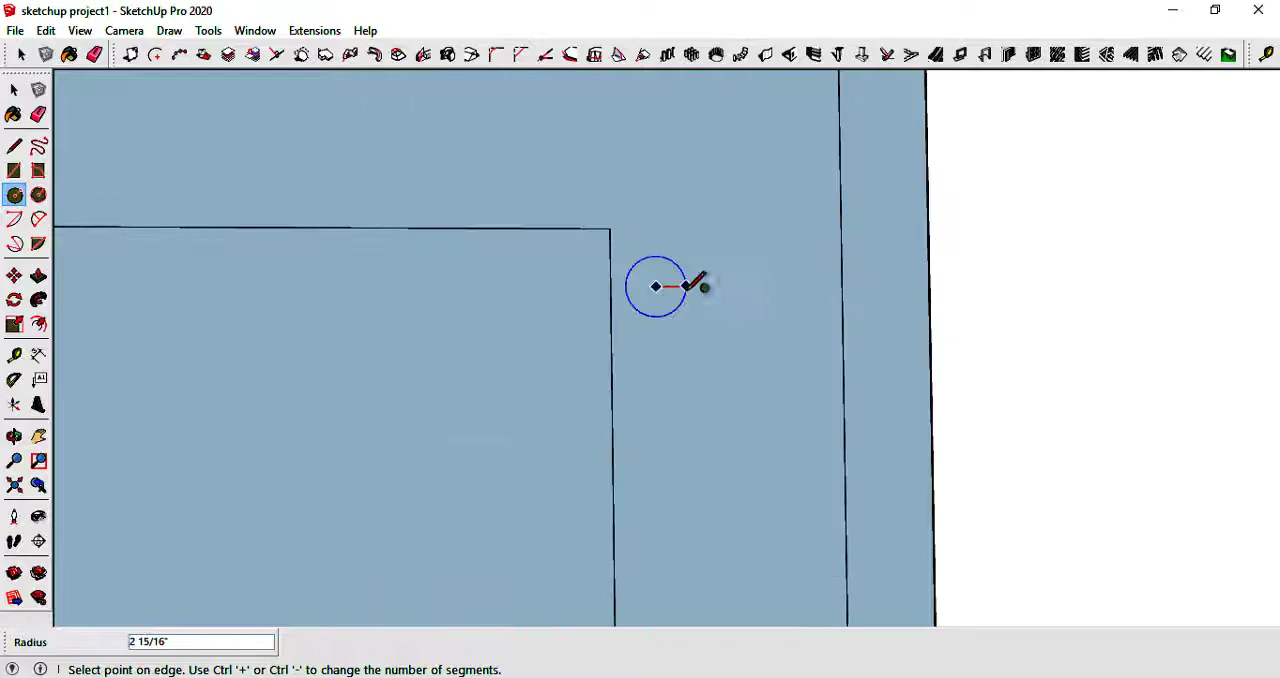 sketchup project1 - SketchUp Pro 2020
File Edit View Camera Draw Tools Window Extensions Help
A1
Radius 2 15/16"
Select point on edge. Use Ctrl '+' or Ctrl '-' to change the number of segments.